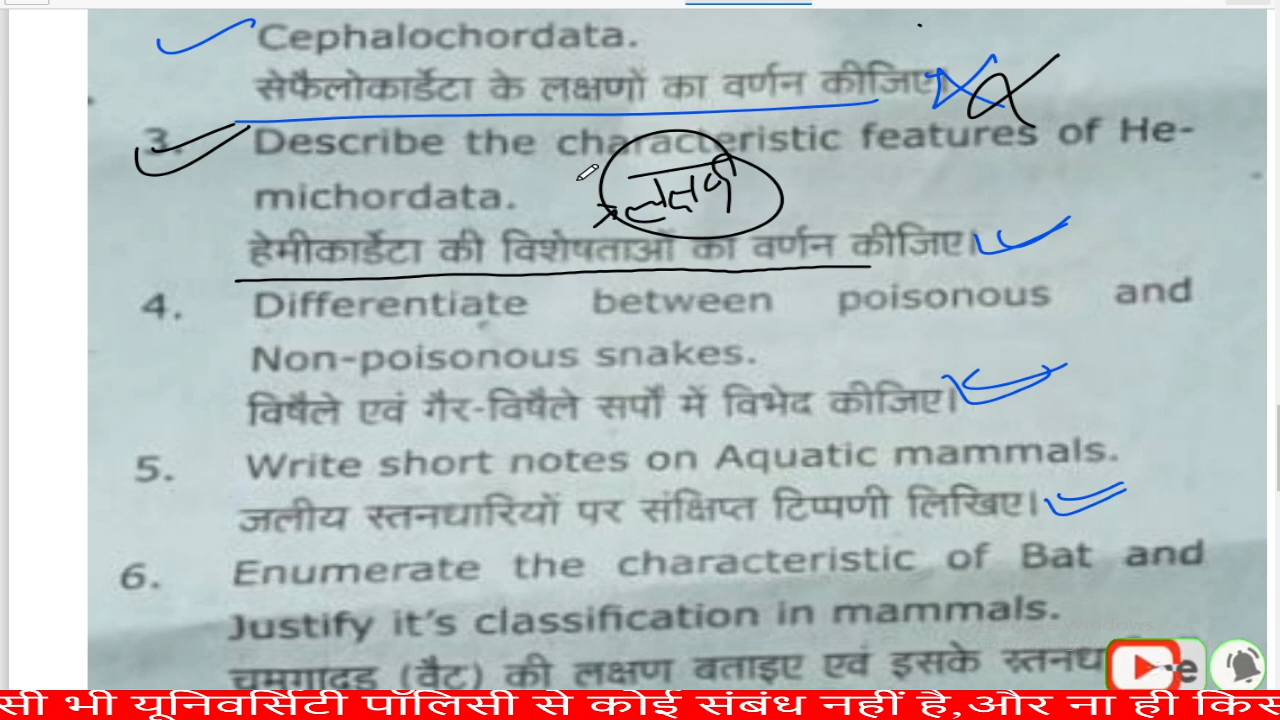 Cephalochordata.
सेफैलोकार्डेटा के लक्षणों का वर्णन कीजिए।
3. Describe the characteristic features of He-
michordata.
हेमीकार्डेटा की विशेषताओं का वर्णन कीजिए।
4. Differentiate between poisonous and
Non-poisonous snakes.
विषैले एवं गैर-विषैले सर्पों में विभेद कीजिए।
5. Write short notes on Aquatic mammals.
जलीय स्तनधारियों पर संक्षिप्त टिप्पणी लिखिए।
6. Enumerate the characteristic of Bat and
Justify it's classification in mammals.
चमगादड़ (वैट) की लक्षण बताइए एवं इसके
सी भी यूनिवर्सिटी पॉलिसी से कोई संबंध नहीं है,और ना ही